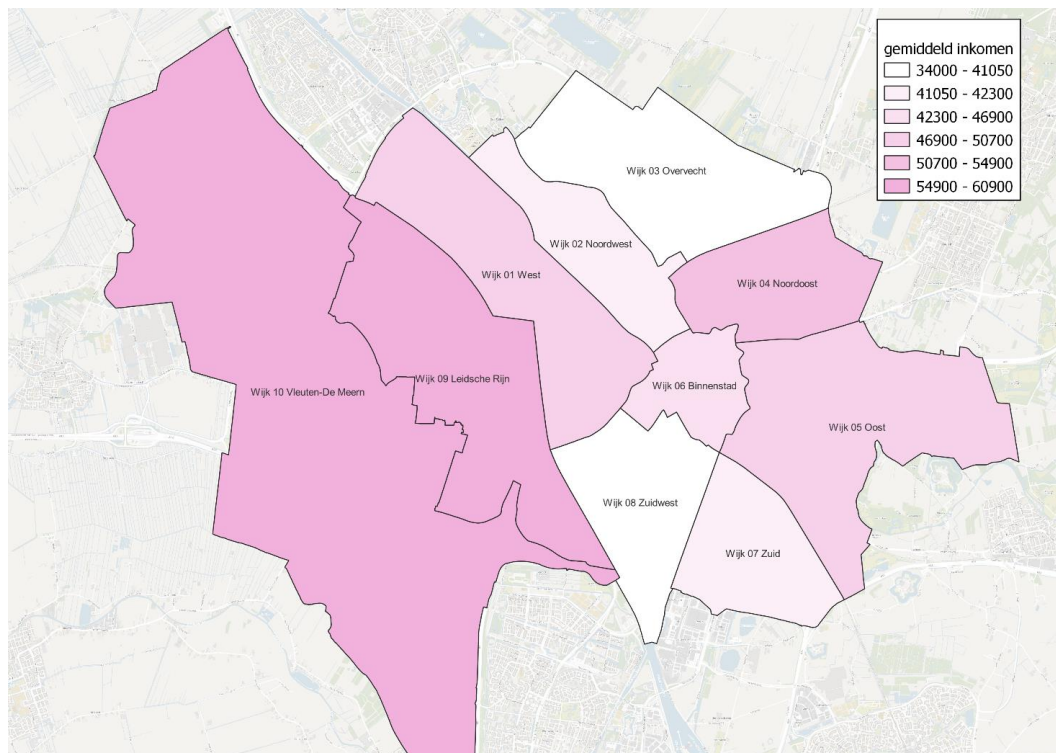 gemiddeld inkomen
34000 - 41050
41050 - 42300
42300 - 46900
46900 - 50700
50700 - 54900
54900 - 60900
Wijk 03 Overvecht
Wijk 02 Noordwest
Wijk 01 West
Wijk 04 Noordoost
Wijk 09 Leidsche Rijn
Wijk 06 Binnenstad
Wijk 10 Vleuten-De Meern
Wijk 05 Oost
Wijk 08 Zuidwest
Wijk 07 Zuid